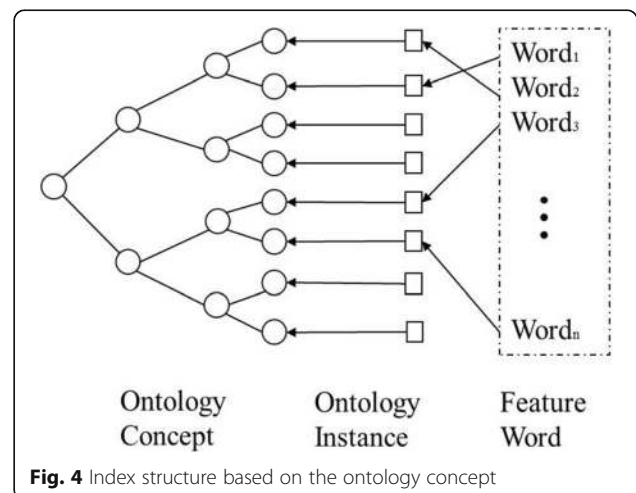 Word₁
Word₂
Word₃
Wordₙ
Ontology Concept
Ontology Instance
Feature Word
Fig. 4 Index structure based on the ontology concept